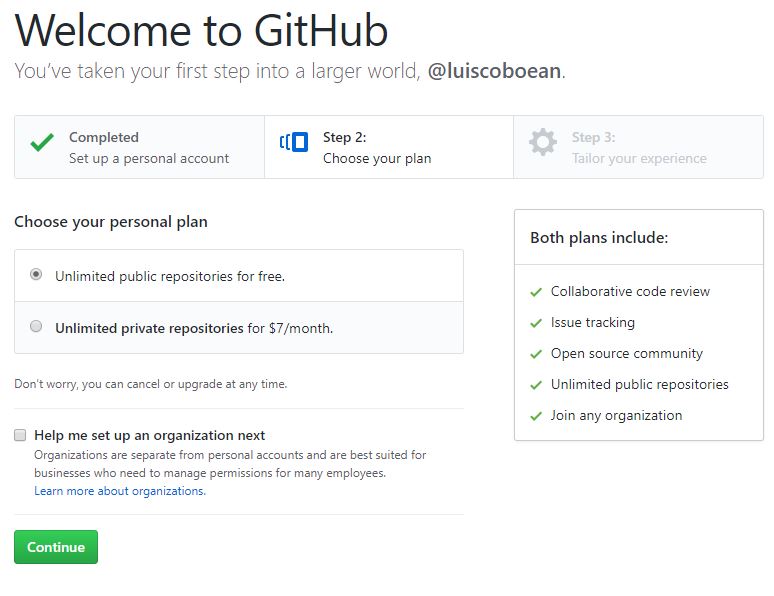 Welcome to GitHub
You’ve taken your first step into a larger world, @luiscoboean.
Completed
Set up a personal account
Step 2:
Choose your plan
Step 3:
Tailor your experience
Choose your personal plan
Unlimited public repositories for free.
Unlimited private repositories for $7/month.
Don't worry, you can cancel or upgrade at any time.
Help me set up an organization next
Organizations are separate from personal accounts and are best suited for
businesses who need to manage permissions for many employees.
Learn more about organizations.
Continue
Both plans include:
Collaborative code review
Issue tracking
Open source community
Unlimited public repositories
Join any organization